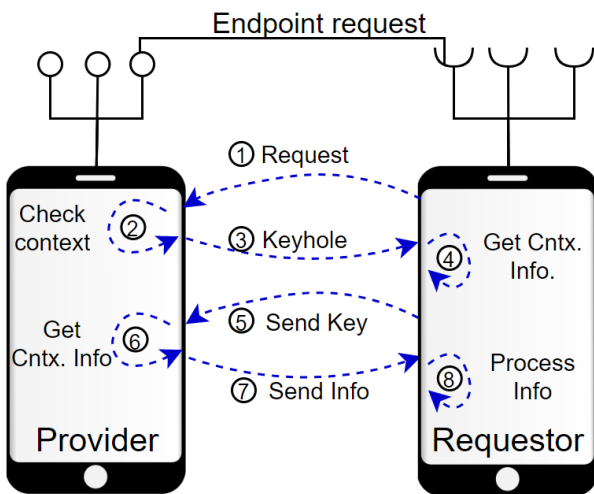 Endpoint request
① Request
Check
context
②
③ Keyhole
④
Get Cntx.
Info.
⑤ Send Key
Get
Cntx. Info
⑥
⑦ Send Info
⑧
Process
Info
Provider
Requestor